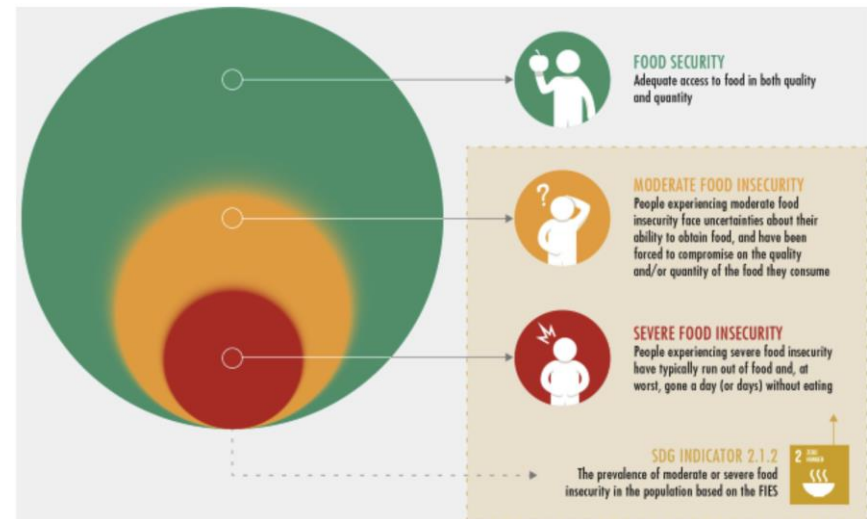 FOOD SECURITY
Adequate access to food in both quality
and quantity
?
MODERATE FOOD INSECURITY
People experiencing moderate food
insecurity face uncertainties about their
ability to obtain food, and have been
forced to compromise on the quality
and/or quantity of the food they consume
SEVERE FOOD INSECURITY
People experiencing severe food insecurity
have typically run out of food and, at
worst, gone a day (or days) without eating
SDG INDICATOR 2.1.2
The prevalence of moderate or severe food
insecurity in the population based on the FIES
2 ZERO
HUNGER